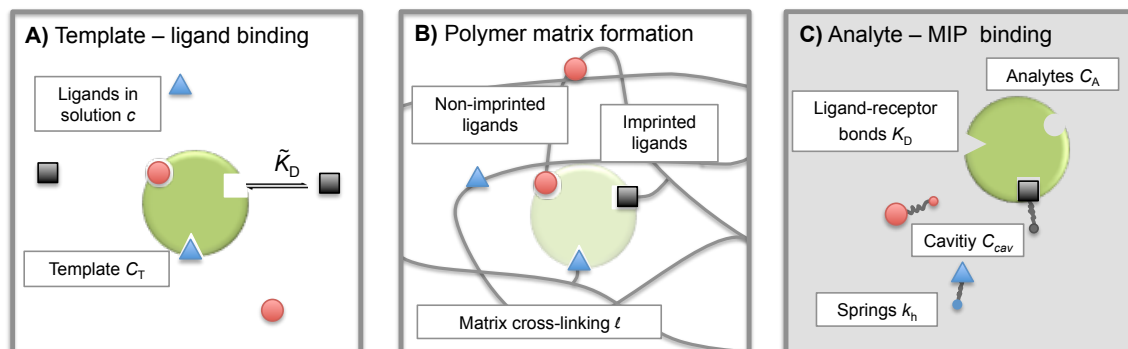 A) Template – ligand binding
Ligands in
solution c
K̃D
Template CT
B) Polymer matrix formation
Non-imprinted
ligands
Imprinted
ligands
Matrix cross-linking ℓ
C) Analyte – MIP binding
Analytes CA
Ligand-receptor
bonds KD
Cavitiy Ccav
Springs kh